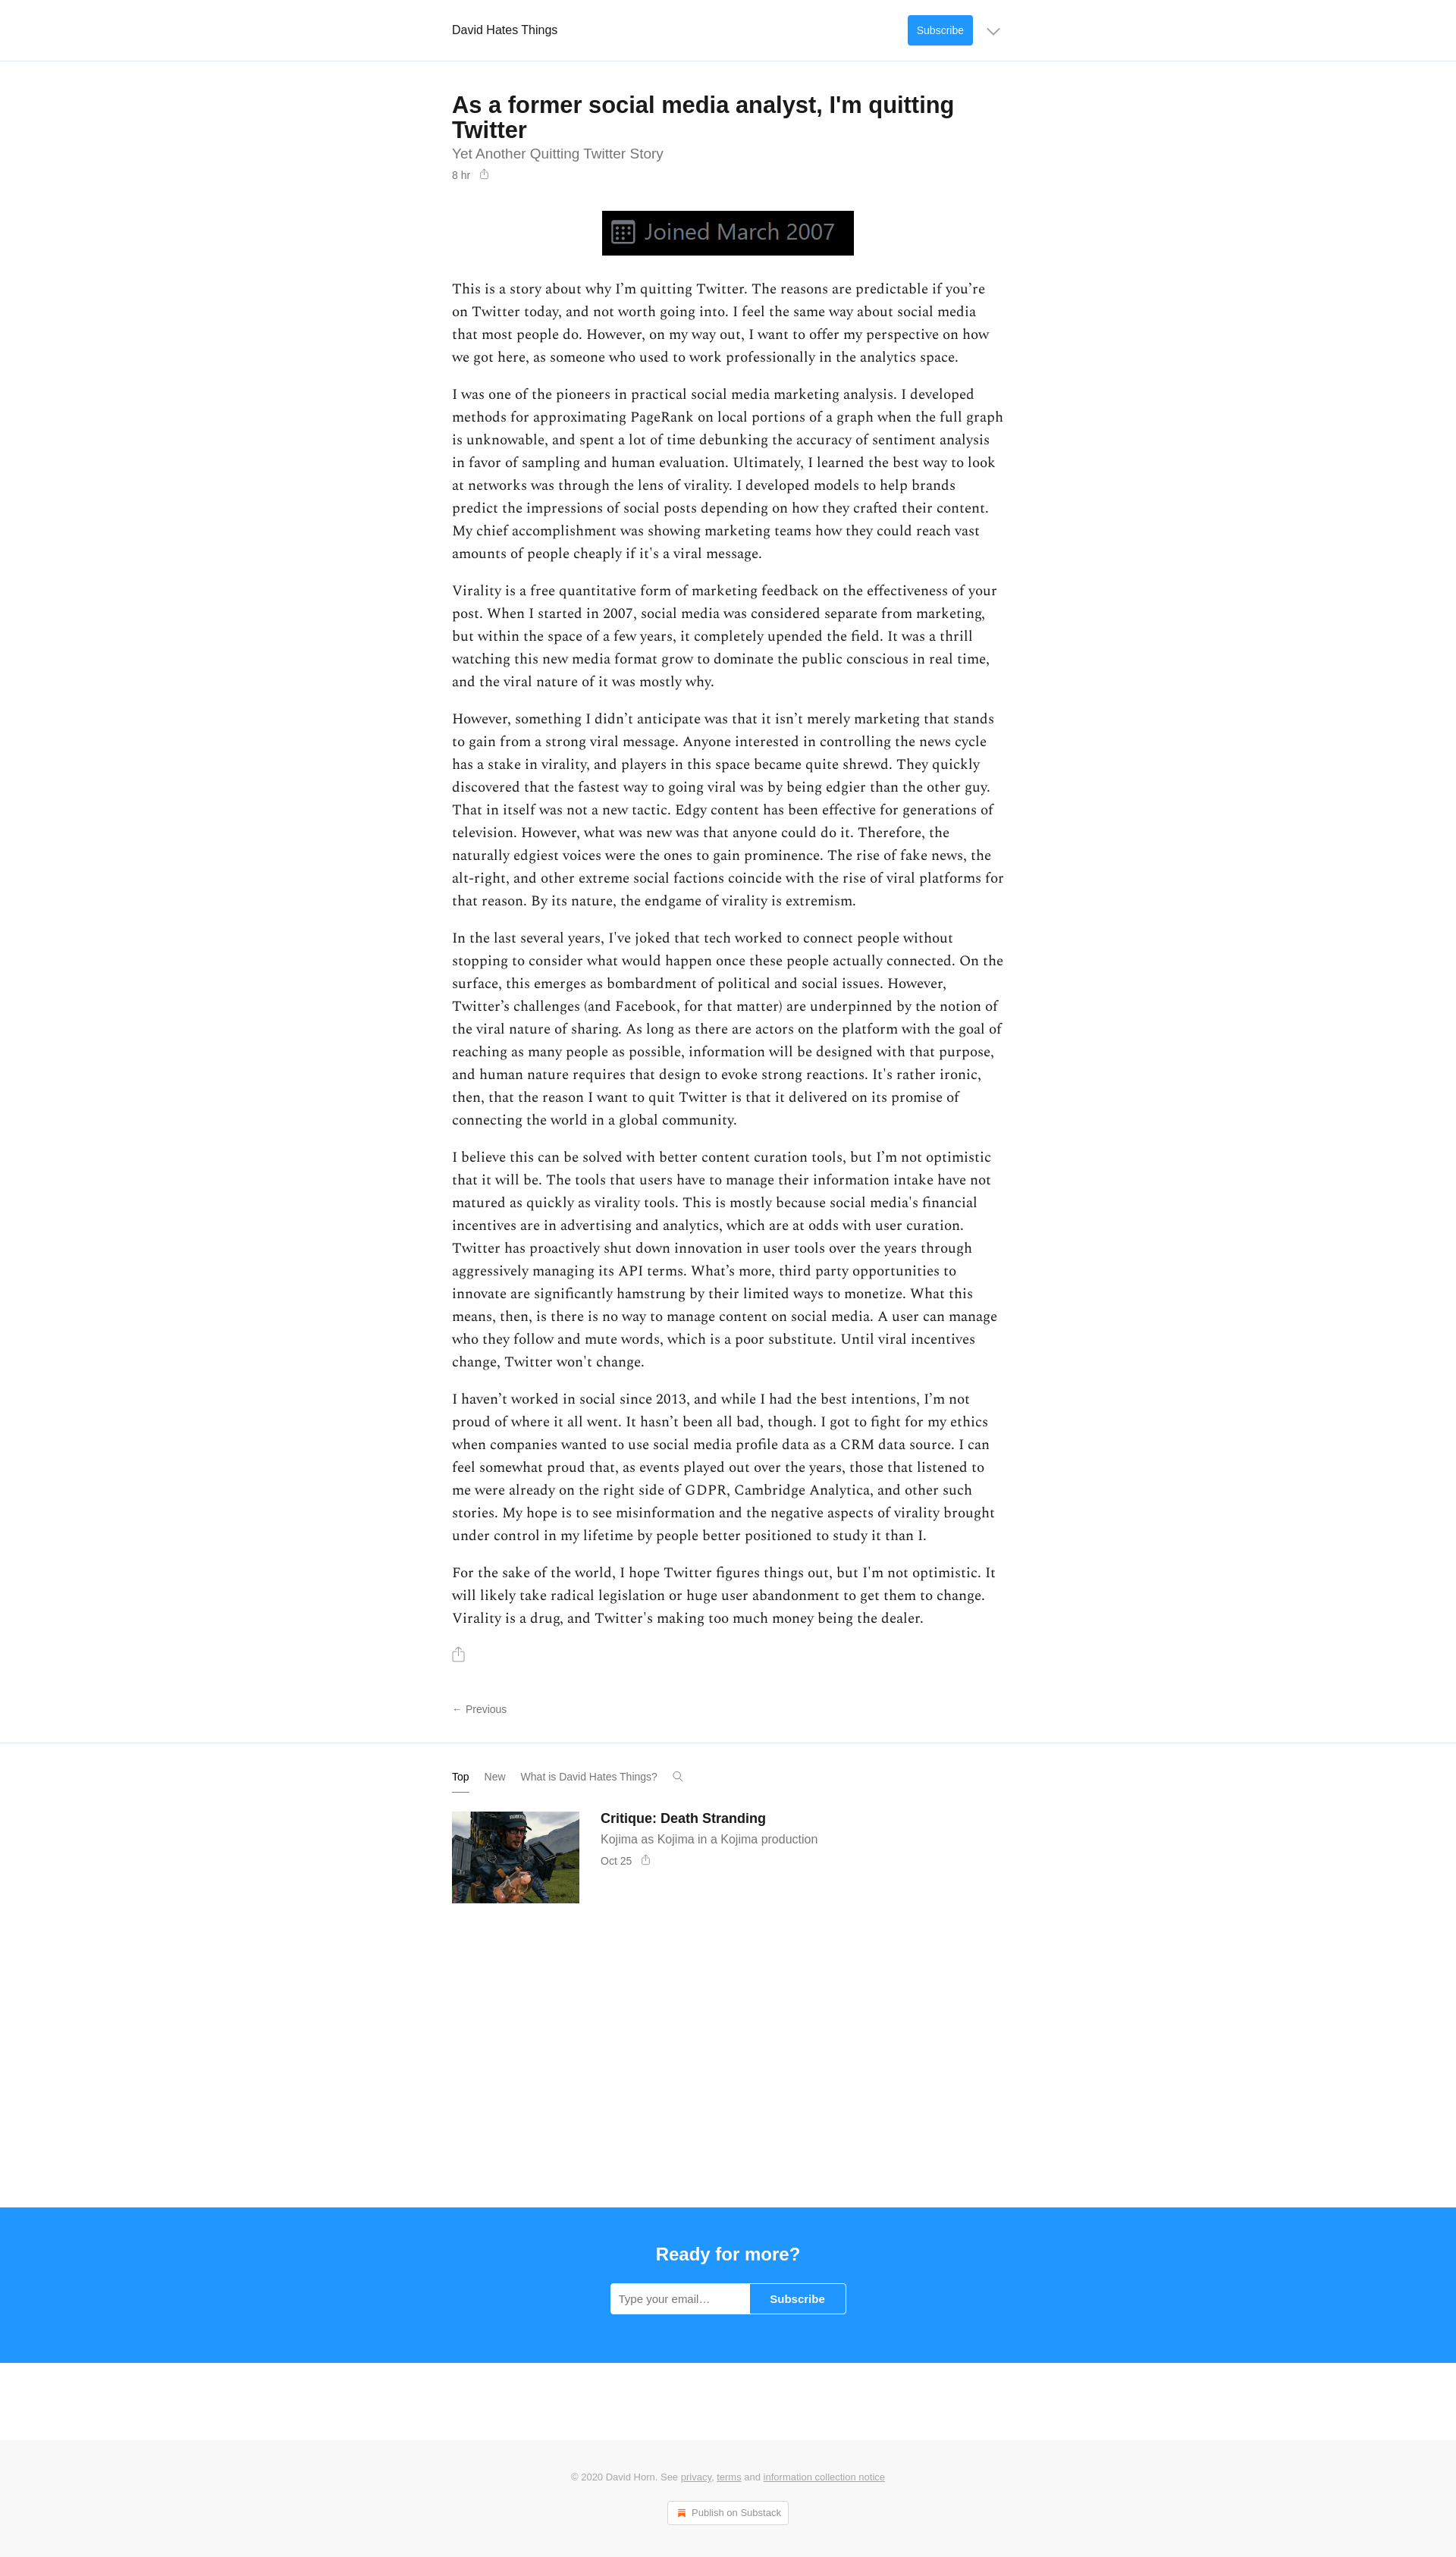 David Hates Things
Subscribe
As a former social media analyst, I'm quitting
Twitter
Yet Another Quitting Twitter Story
8 hr
Joined March 2007
This is a story about why I’m quitting Twitter. The reasons are predictable if you’re
on Twitter today, and not worth going into. I feel the same way about social media
that most people do. However, on my way out, I want to offer my perspective on how
we got here, as someone who used to work professionally in the analytics space.
I was one of the pioneers in practical social media marketing analysis. I developed
methods for approximating PageRank on local portions of a graph when the full graph
is unknowable, and spent a lot of time debunking the accuracy of sentiment analysis
in favor of sampling and human evaluation. Ultimately, I learned the best way to look
at networks was through the lens of virality. I developed models to help brands
predict the impressions of social posts depending on how they crafted their content.
My chief accomplishment was showing marketing teams how they could reach vast
amounts of people cheaply if it's a viral message.
Virality is a free quantitative form of marketing feedback on the effectiveness of your
post. When I started in 2007, social media was considered separate from marketing,
but within the space of a few years, it completely upended the field. It was a thrill
watching this new media format grow to dominate the public conscious in real time,
and the viral nature of it was mostly why.
However, something I didn’t anticipate was that it isn’t merely marketing that stands
to gain from a strong viral message. Anyone interested in controlling the news cycle
has a stake in virality, and players in this space became quite shrewd. They quickly
discovered that the fastest way to going viral was by being edgier than the other guy.
That in itself was not a new tactic. Edgy content has been effective for generations of
television. However, what was new was that anyone could do it. Therefore, the
naturally edgiest voices were the ones to gain prominence. The rise of fake news, the
alt-right, and other extreme social factions coincide with the rise of viral platforms for
that reason. By its nature, the endgame of virality is extremism.
In the last several years, I've joked that tech worked to connect people without
stopping to consider what would happen once these people actually connected. On the
surface, this emerges as bombardment of political and social issues. However,
Twitter’s challenges (and Facebook, for that matter) are underpinned by the notion of
the viral nature of sharing. As long as there are actors on the platform with the goal of
reaching as many people as possible, information will be designed with that purpose,
and human nature requires that design to evoke strong reactions. It's rather ironic,
then, that the reason I want to quit Twitter is that it delivered on its promise of
connecting the world in a global community.
I believe this can be solved with better content curation tools, but I’m not optimistic
that it will be. The tools that users have to manage their information intake have not
matured as quickly as virality tools. This is mostly because social media's financial
incentives are in advertising and analytics, which are at odds with user curation.
Twitter has proactively shut down innovation in user tools over the years through
aggressively managing its API terms. What’s more, third party opportunities to
innovate are significantly hamstrung by their limited ways to monetize. What this
means, then, is there is no way to manage content on social media. A user can manage
who they follow and mute words, which is a poor substitute. Until viral incentives
change, Twitter won't change.
I haven’t worked in social since 2013, and while I had the best intentions, I’m not
proud of where it all went. It hasn’t been all bad, though. I got to fight for my ethics
when companies wanted to use social media profile data as a CRM data source. I can
feel somewhat proud that, as events played out over the years, those that listened to
me were already on the right side of GDPR, Cambridge Analytica, and other such
stories. My hope is to see misinformation and the negative aspects of virality brought
under control in my lifetime by people better positioned to study it than I.
For the sake of the world, I hope Twitter figures things out, but I'm not optimistic. It
will likely take radical legislation or huge user abandonment to get them to change.
Virality is a drug, and Twitter's making too much money being the dealer.
← Previous
Top New What is David Hates Things?
Critique: Death Stranding
Kojima as Kojima in a Kojima production
Oct 25
Ready for more?
Type your email… Subscribe
© 2020 David Horn. See privacy, terms and information collection notice
Publish on Substack